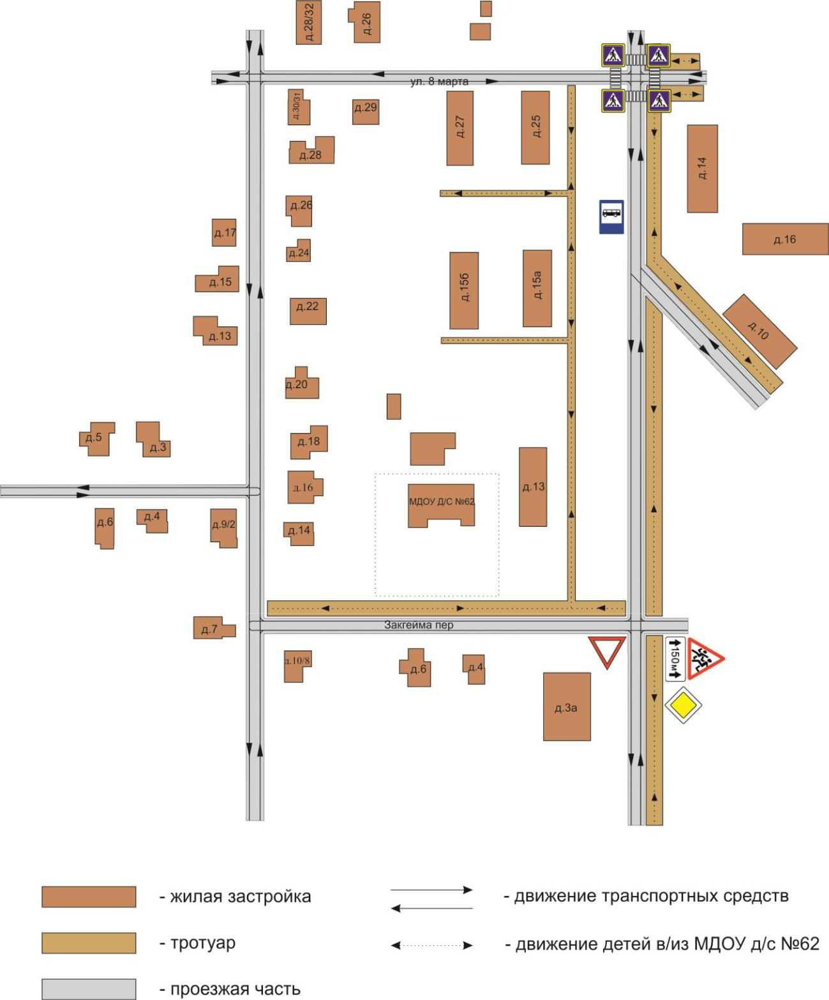 д.28/32
д.26
ул. 8 марта
д.30/31
д.29
д.27
д.25
д.28
д.14
д.26
д.17
д.16
д.24
д.15
д.15б
д.15а
д.22
д.13
д.10
д.20
д.5
д.3
д.18
д.16
МДОУ Д/С №62
д.13
д.6
д.4
д.9/2
д.14
д.7
Закгейма пер
д.10/8
д.6
д.4
150 м
д.3а
- жилая застройка
- движение транспортных средств
- тротуар
- движение детей в/из МДОУ д/с №62
- проезжая часть